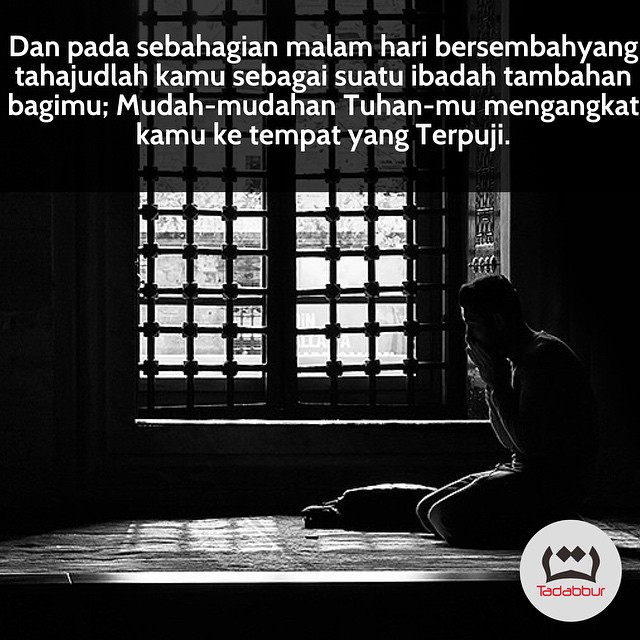 Dan pada sebahagian malam hari bersembahyang
tahajudlah kamu sebagai suatu ibadah tambahan
bagimu; Mudah-mudahan Tuhan-mu mengangkat
kamu ke tempat yang Terpuji.
Tadabbur